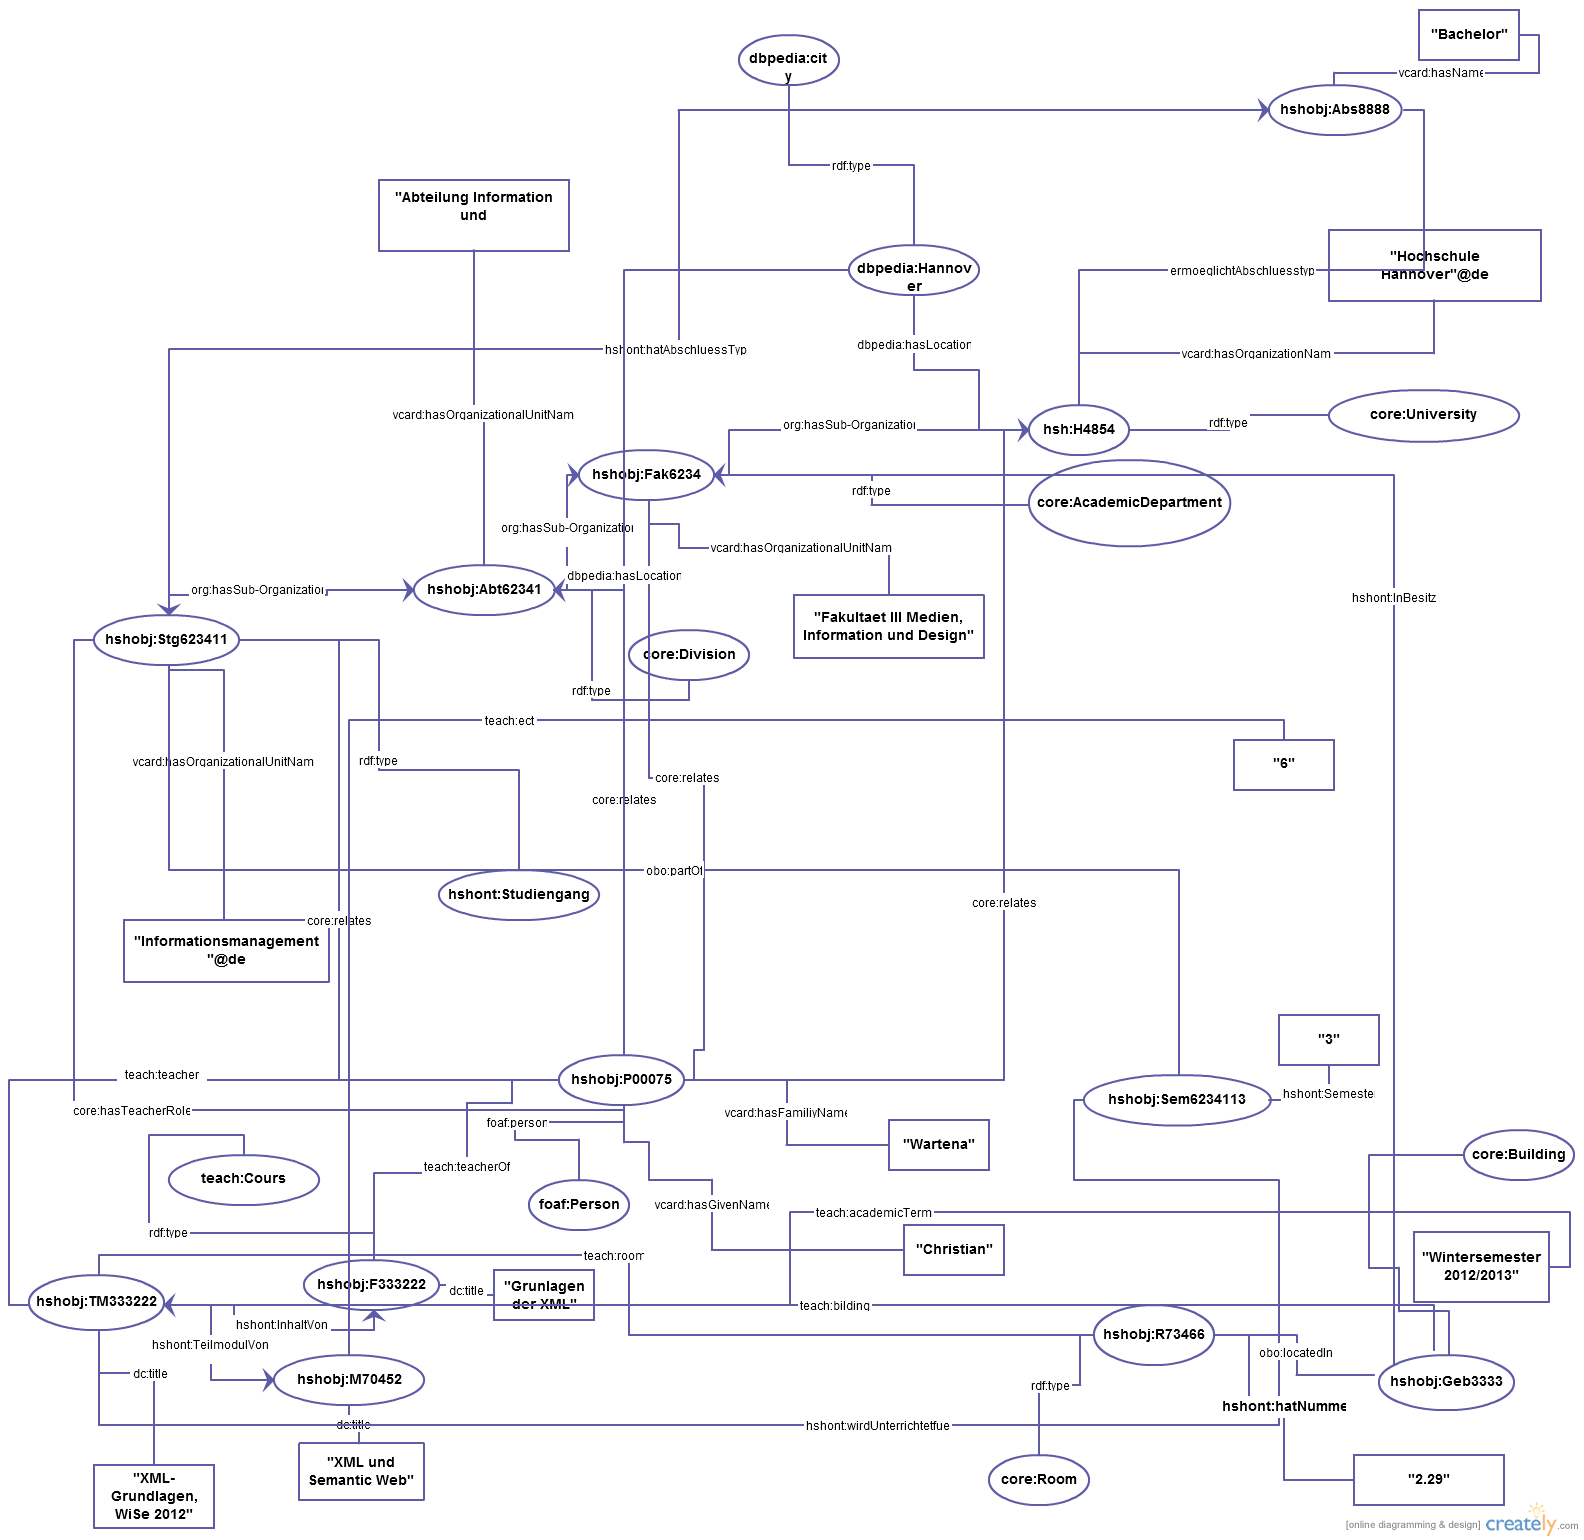 "Bachelor"
dbpedia:cit
y
vcard:hasName
hshobj:Abs8888
rdf:type
"Abteilung Information
und
"Hochschule
Hannover"@de
dbpedia:Hannov
er
ermoeglichtAbschluesstyp
dbpedia:hasLocation
hshont:hatAbschluessTyp
vcard:hasOrganizationNam
vcard:hasOrganizationalUnitNam
core:University
org:hasSub-Organization
rdf:type
hsh:H4854
hshobj:Fak6234
rdf:type
core:AcademicDepartment
org:hasSub-Organization
vcard:hasOrganizationalUnitNam
dbpedia:hasLocation
org:hasSub-Organization
hshobj:Abt62341
hshont:InBesitz
"Fakultaet III Medien,
Information und Design"
hshobj:Stg623411
core:Division
rdf:type
teach:ect
vcard:hasOrganizationalUnitNam
rdf:type
"6"
core:relates
core:relates
obo:partOf
hshont:Studiengang
core:relates
core:relates
"Informationsmanagement
"@de
"3"
teach:teacher
hshobj:P00075
hshobj:Sem6234113
hshont:Semeste
core:hasTeacherRole
vcard:hasFamiliyName
foaf:person
"Wartena"
core:Building
teach:teacherOf
teach:Cours
foaf:Person
vcard:hasGivenName
teach:academicTerm
rdf:type
"Christian"
teach:room
"Wintersemester
2012/2013"
hshobj:F333222
dc:title
"Grunlagen
der XML"
hshobj:TM333222
teach:bilding
hshont:InhaltVon
hshobj:R73466
hshont:TeilmodulVon
obo:locatedIn
dc:title
hshobj:M70452
rdf:type
hshobj:Geb3333
hshont:hatNumme
dc:title
hshont:wirdUnterrichtetfue
"XML und
Semantic Web"
"XML-
Grundlagen,
WiSe 2012"
core:Room
"2.29"
[online diagramming & design] creately.com